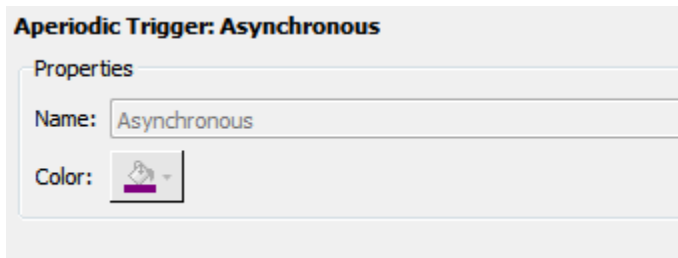 Aperiodic Trigger: Asynchronous
Properties
Name: Asynchronous
Color: